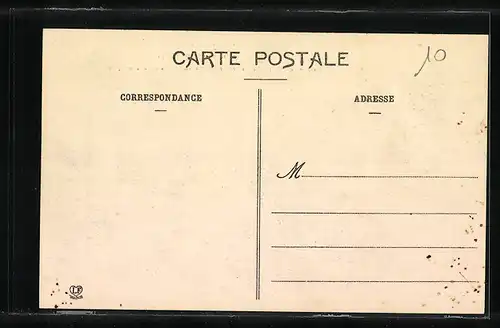 CARTE POSTALE
10
CORRESPONDANCE
ADRESSE
M